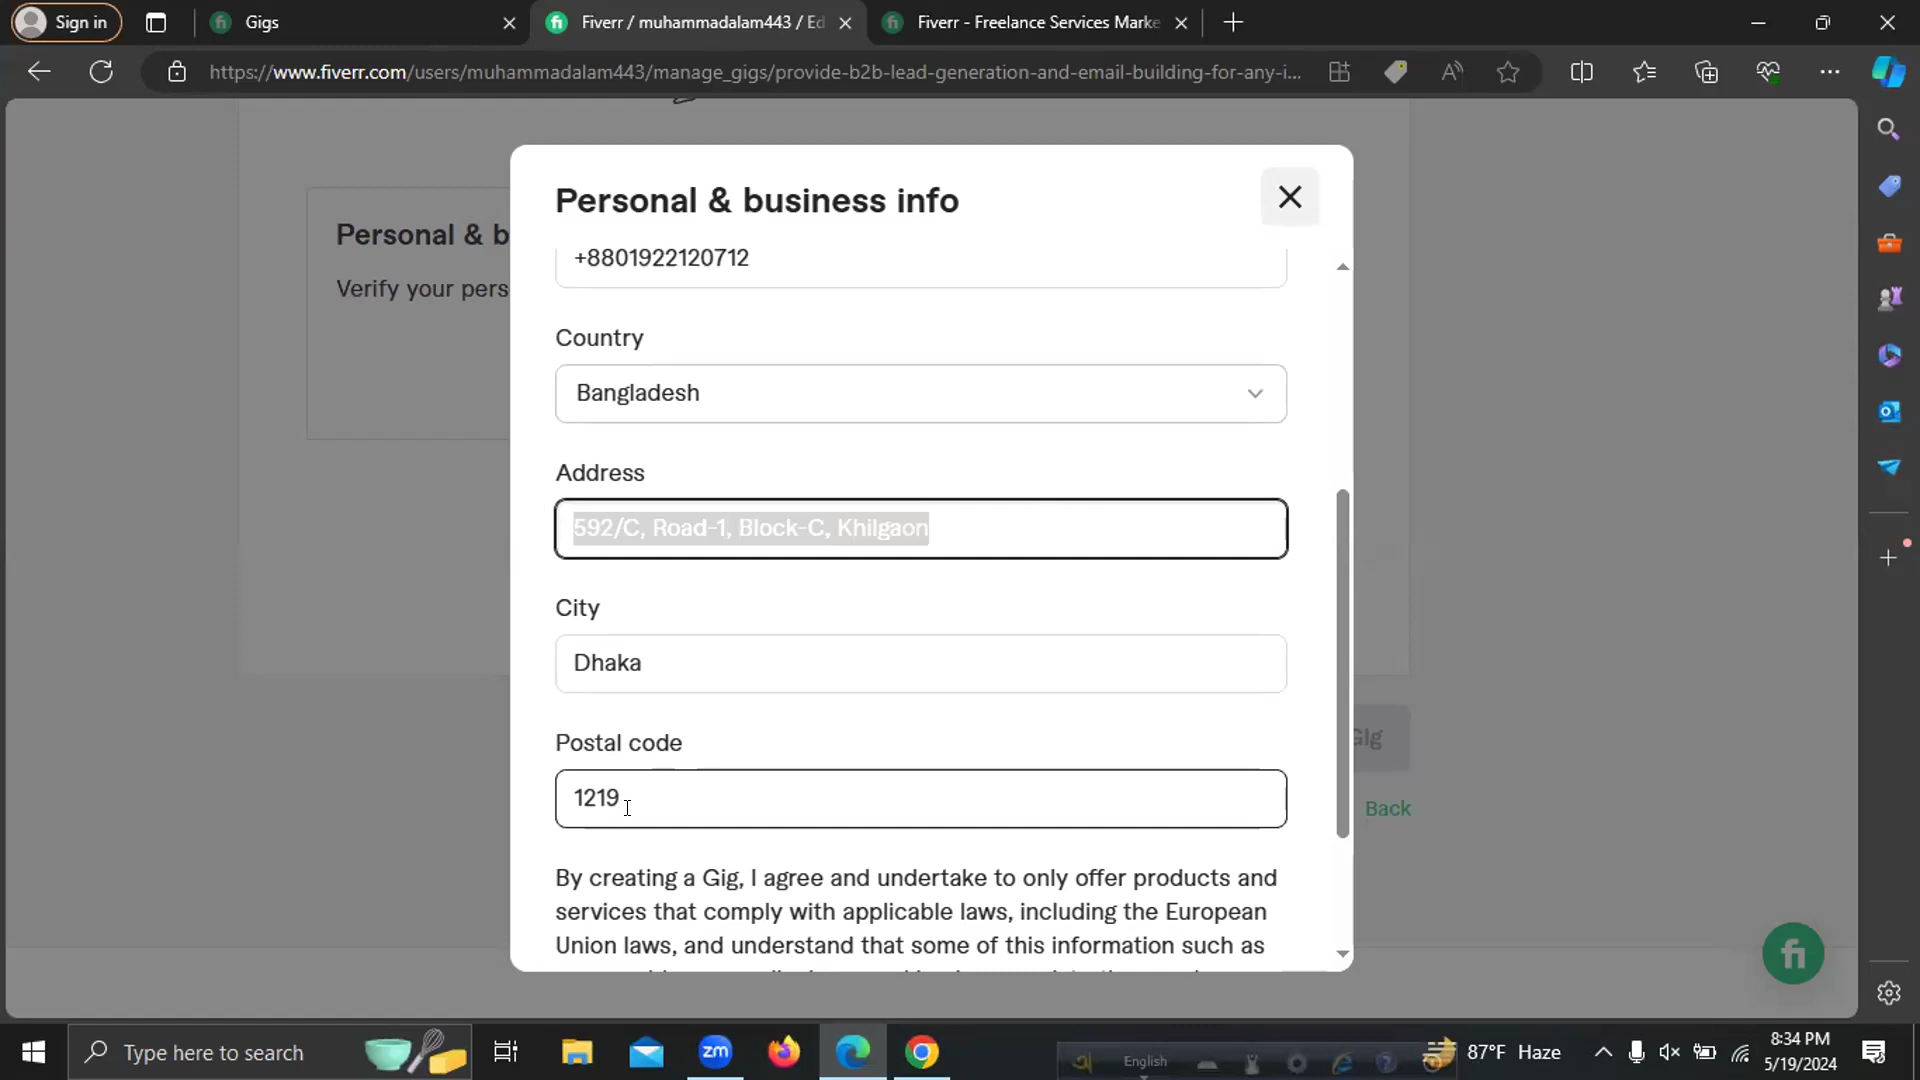 Sign in
Gigs
Fiverr / muhammadalam443 / Ed
Fiverr - Freelance Services Marke
https://www.fiverr.com/users/muhammadalam443/manage_gigs/provide-b2b-lead-generation-and-email-building-for-any-i...
Personal & b
Verify your pers
Personal & business info
+8801922120712
Country
Bangladesh
Address
592/C, Road-1, Block-C, Khilgaon
City
Dhaka
Postal code
1219
By creating a Gig, I agree and undertake to only offer products and
services that comply with applicable laws, including the European
Union laws, and understand that some of this information such as
Gig
Back
fi
Type here to search
zm
English
87°F Haze
8:34 PM
5/19/2024